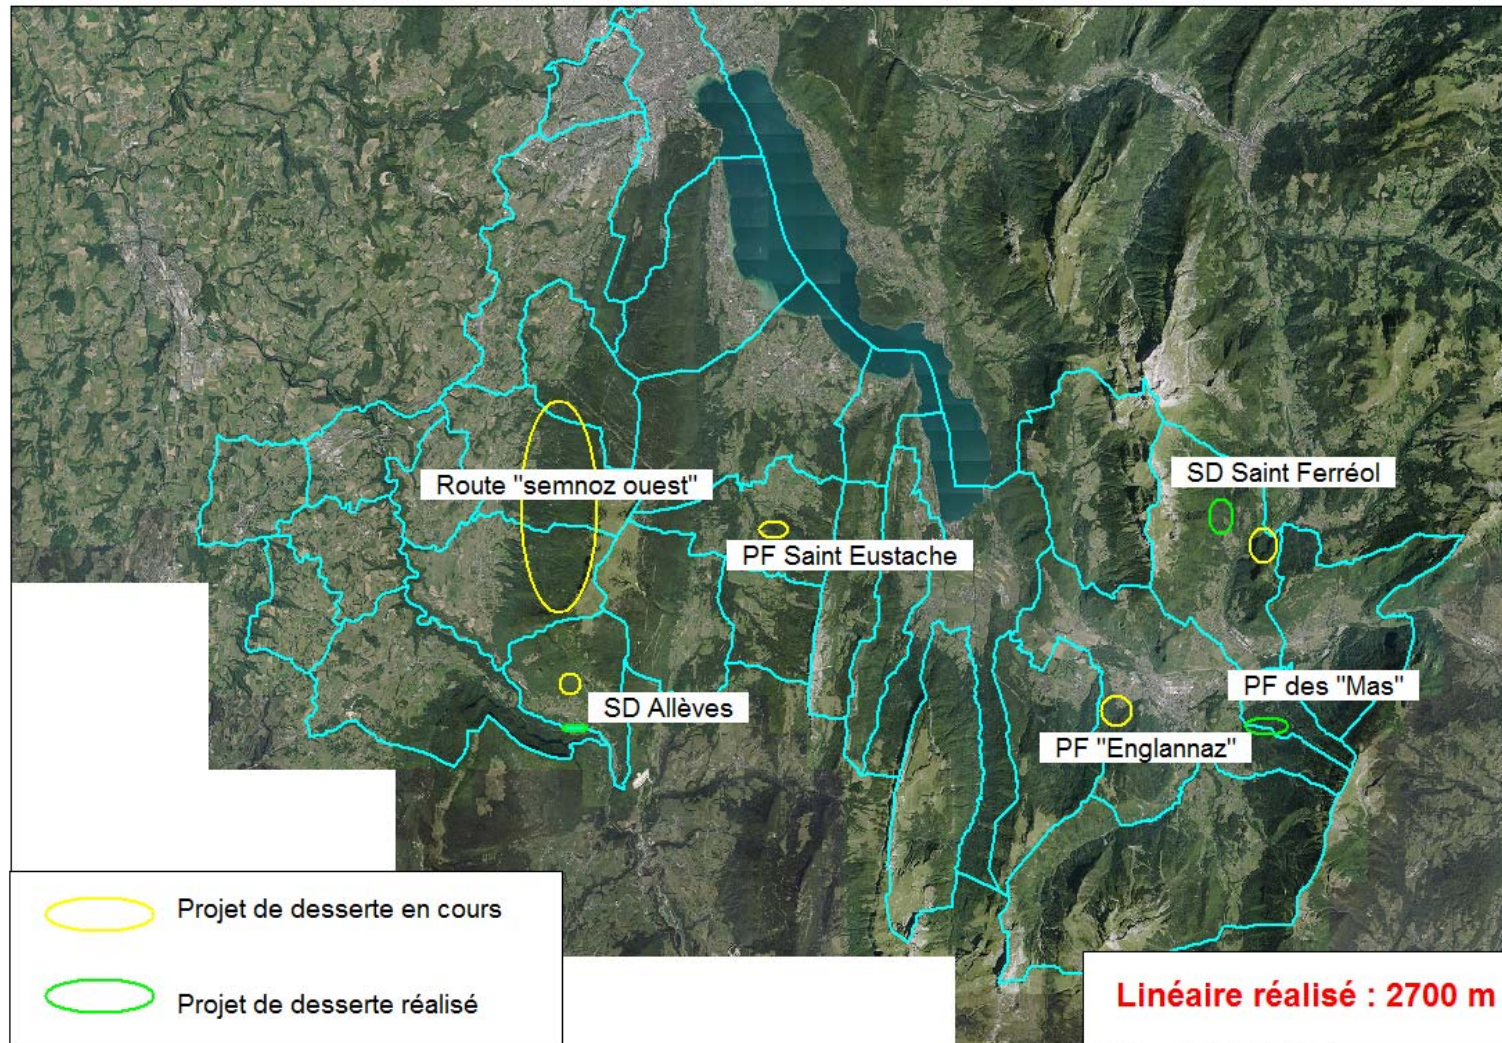 Route "semnoz ouest"
SD Saint Ferréol
PF Saint Eustache
PF des "Mas"
SD Allèves
PF "Englannaz"
Projet de desserte en cours
Projet de desserte réalisé
Linéaire réalisé : 2700 m